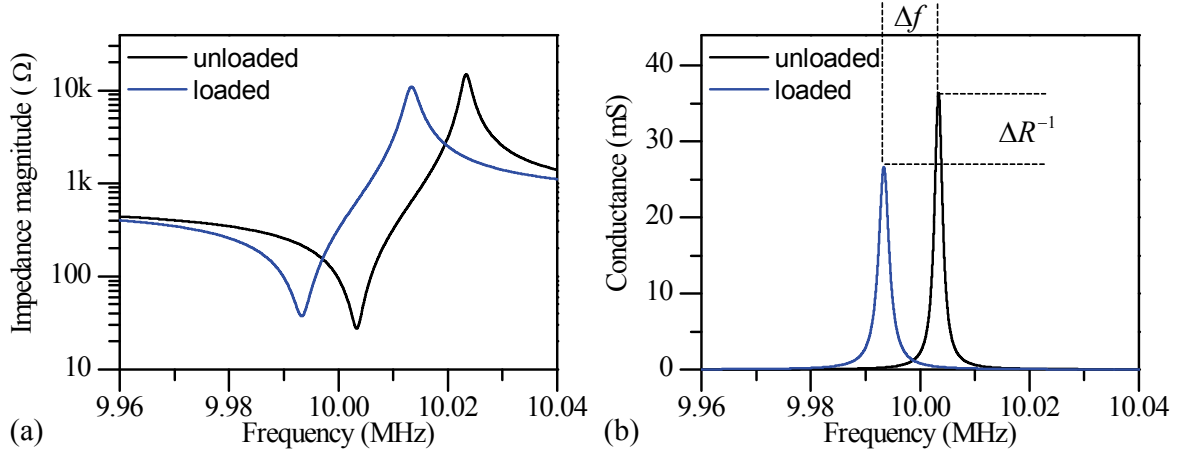 unloaded
loaded
Impedance magnitude (Ω)
10k
1k
100
10
9.96
9.98
10.00
10.02
10.04
Frequency (MHz)
(a)
Δf
unloaded
loaded
ΔR⁻¹
Conductance (mS)
40
30
20
10
0
9.96
9.98
10.00
10.02
10.04
Frequency (MHz)
(b)